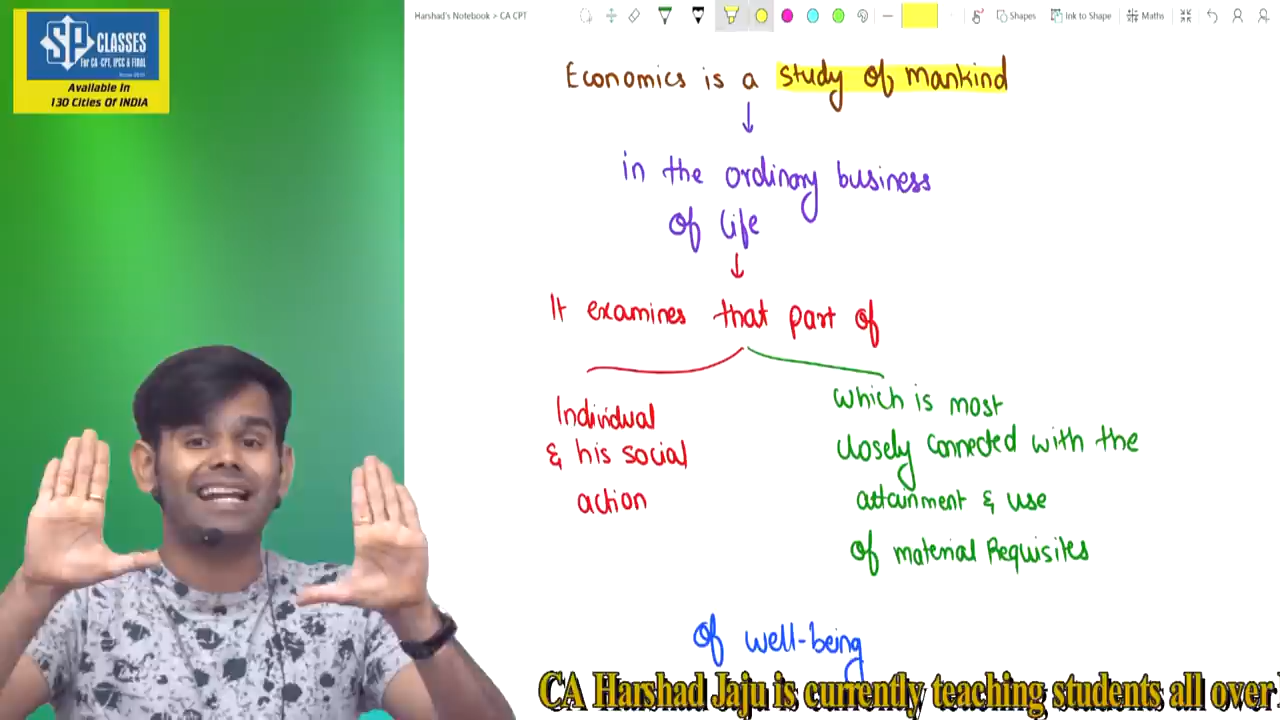 SP CLASSES
For CA-CPT, IPCC & FINAL
Since 2010
Available In
130 Cities Of INDIA
Harshad's Notebook > CA CPT
Shapes
Ink to Shape
Maths
Economics is a study of mankind
in the ordinary business
of life
It examines that part of
Individual
& his social
action
which is most
closely connected with the
attainment & use
of material Requisites
of well-being
CA Harshad Jaju is currently teaching students all over